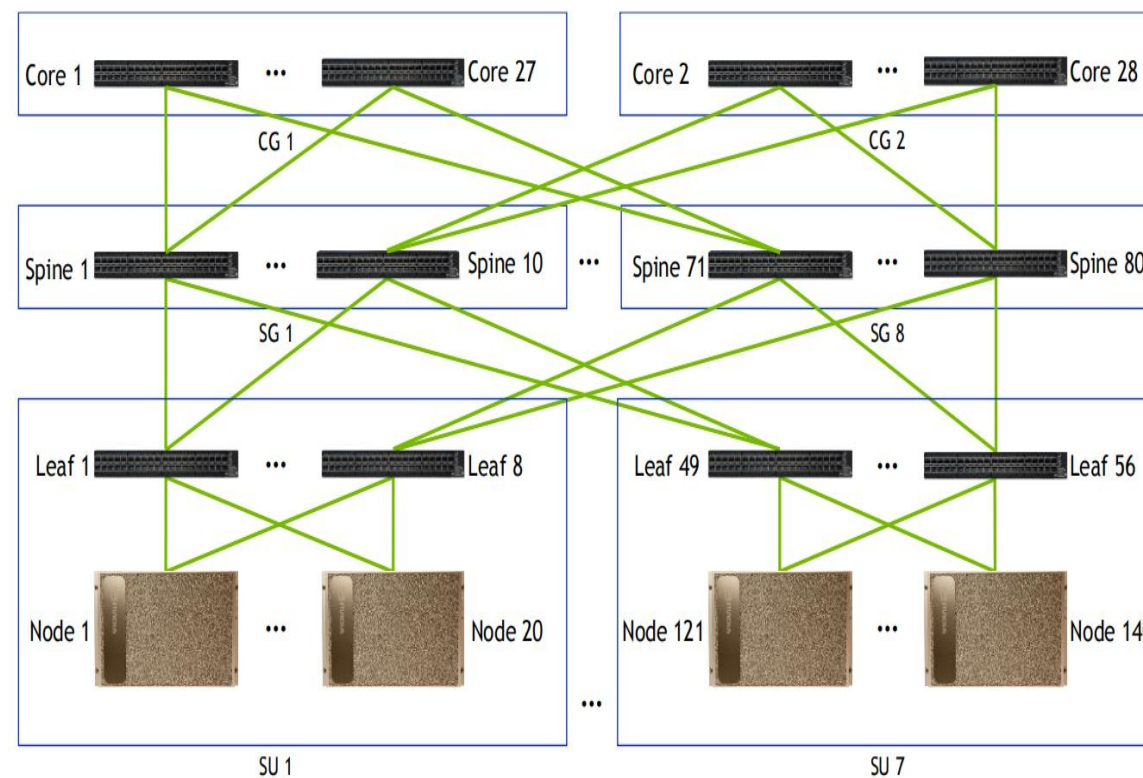 Core 1 ... Core 27 Core 2 ... Core 28
CG 1 CG 2
Spine 1 ... Spine 10 ... Spine 71 ... Spine 80
SG 1 SG 8
Leaf 1 ... Leaf 8 Leaf 49 ... Leaf 56
Node 1 ... Node 20 Node 121 ... Node 14
...
SU 1 SU 7